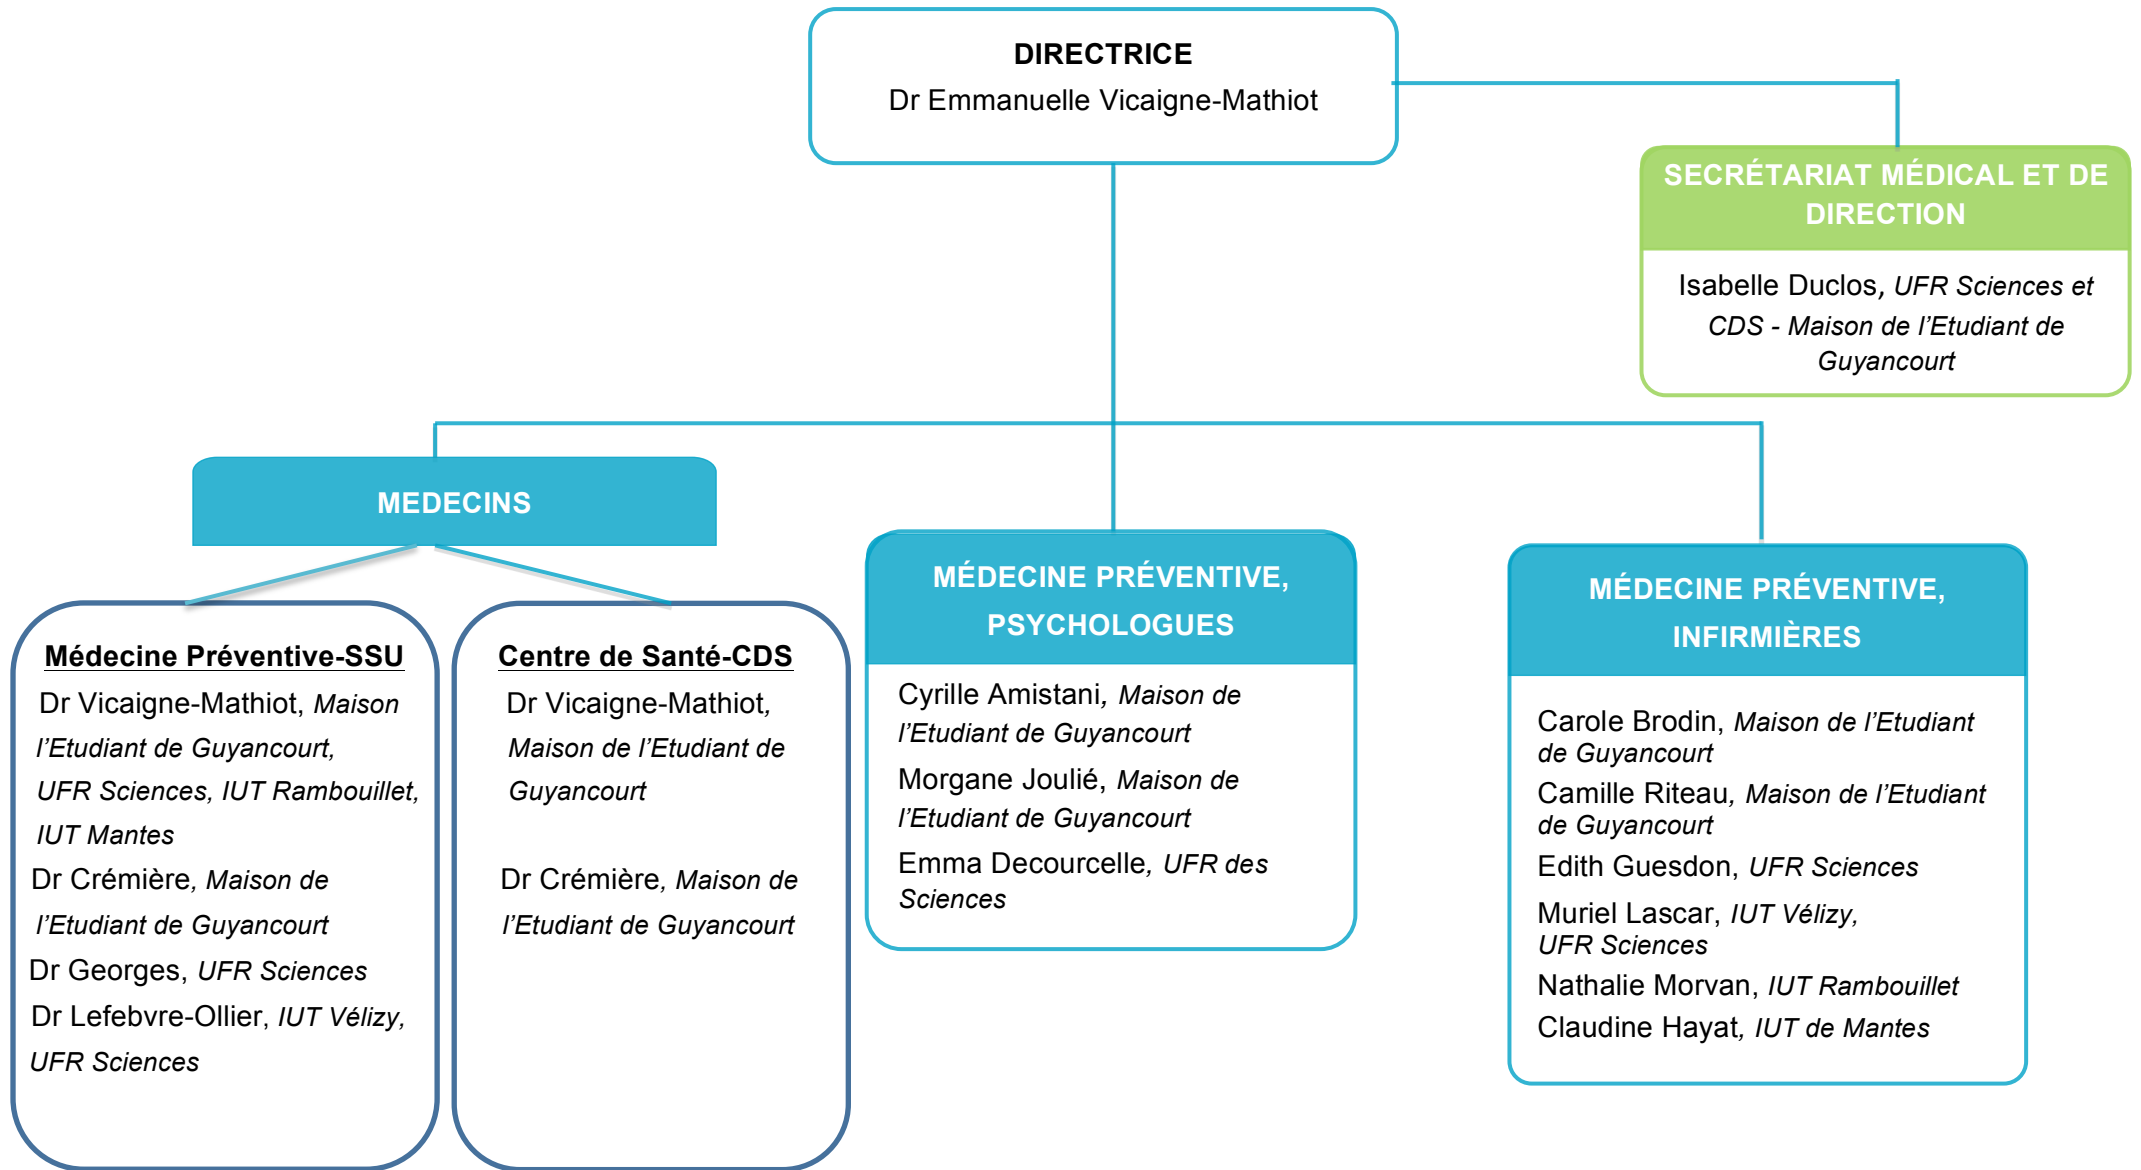 DIRECTRICE
Dr Emmanuelle Vicaigne-Mathiot
SECRÉTARIAT MÉDICAL ET DE
DIRECTION
Isabelle Duclos, UFR Sciences et
CDS - Maison de l'Etudiant de
Guyancourt
MEDECINS
Médecine Préventive-SSU
Dr Vicaigne-Mathiot, Maison
l'Etudiant de Guyancourt,
UFR Sciences, IUT Rambouillet,
IUT Mantes
Dr Crémière, Maison de
l'Etudiant de Guyancourt
Dr Georges, UFR Sciences
Dr Lefebvre-Ollier, IUT Vélizy,
UFR Sciences
Centre de Santé-CDS
Dr Vicaigne-Mathiot,
Maison de l'Etudiant de
Guyancourt
Dr Crémière, Maison de
l'Etudiant de Guyancourt
MÉDECINE PRÉVENTIVE,
PSYCHOLOGUES
Cyrille Amistani, Maison de
l'Etudiant de Guyancourt
Morgane Joulié, Maison de
l'Etudiant de Guyancourt
Emma Decourcelle, UFR des
Sciences
MÉDECINE PRÉVENTIVE,
INFIRMIÈRES
Carole Brodin, Maison de l'Etudiant
de Guyancourt
Camille Riteau, Maison de l'Etudiant
de Guyancourt
Edith Guesdon, UFR Sciences
Muriel Lascar, IUT Vélizy,
UFR Sciences
Nathalie Morvan, IUT Rambouillet
Claudine Hayat, IUT de Mantes